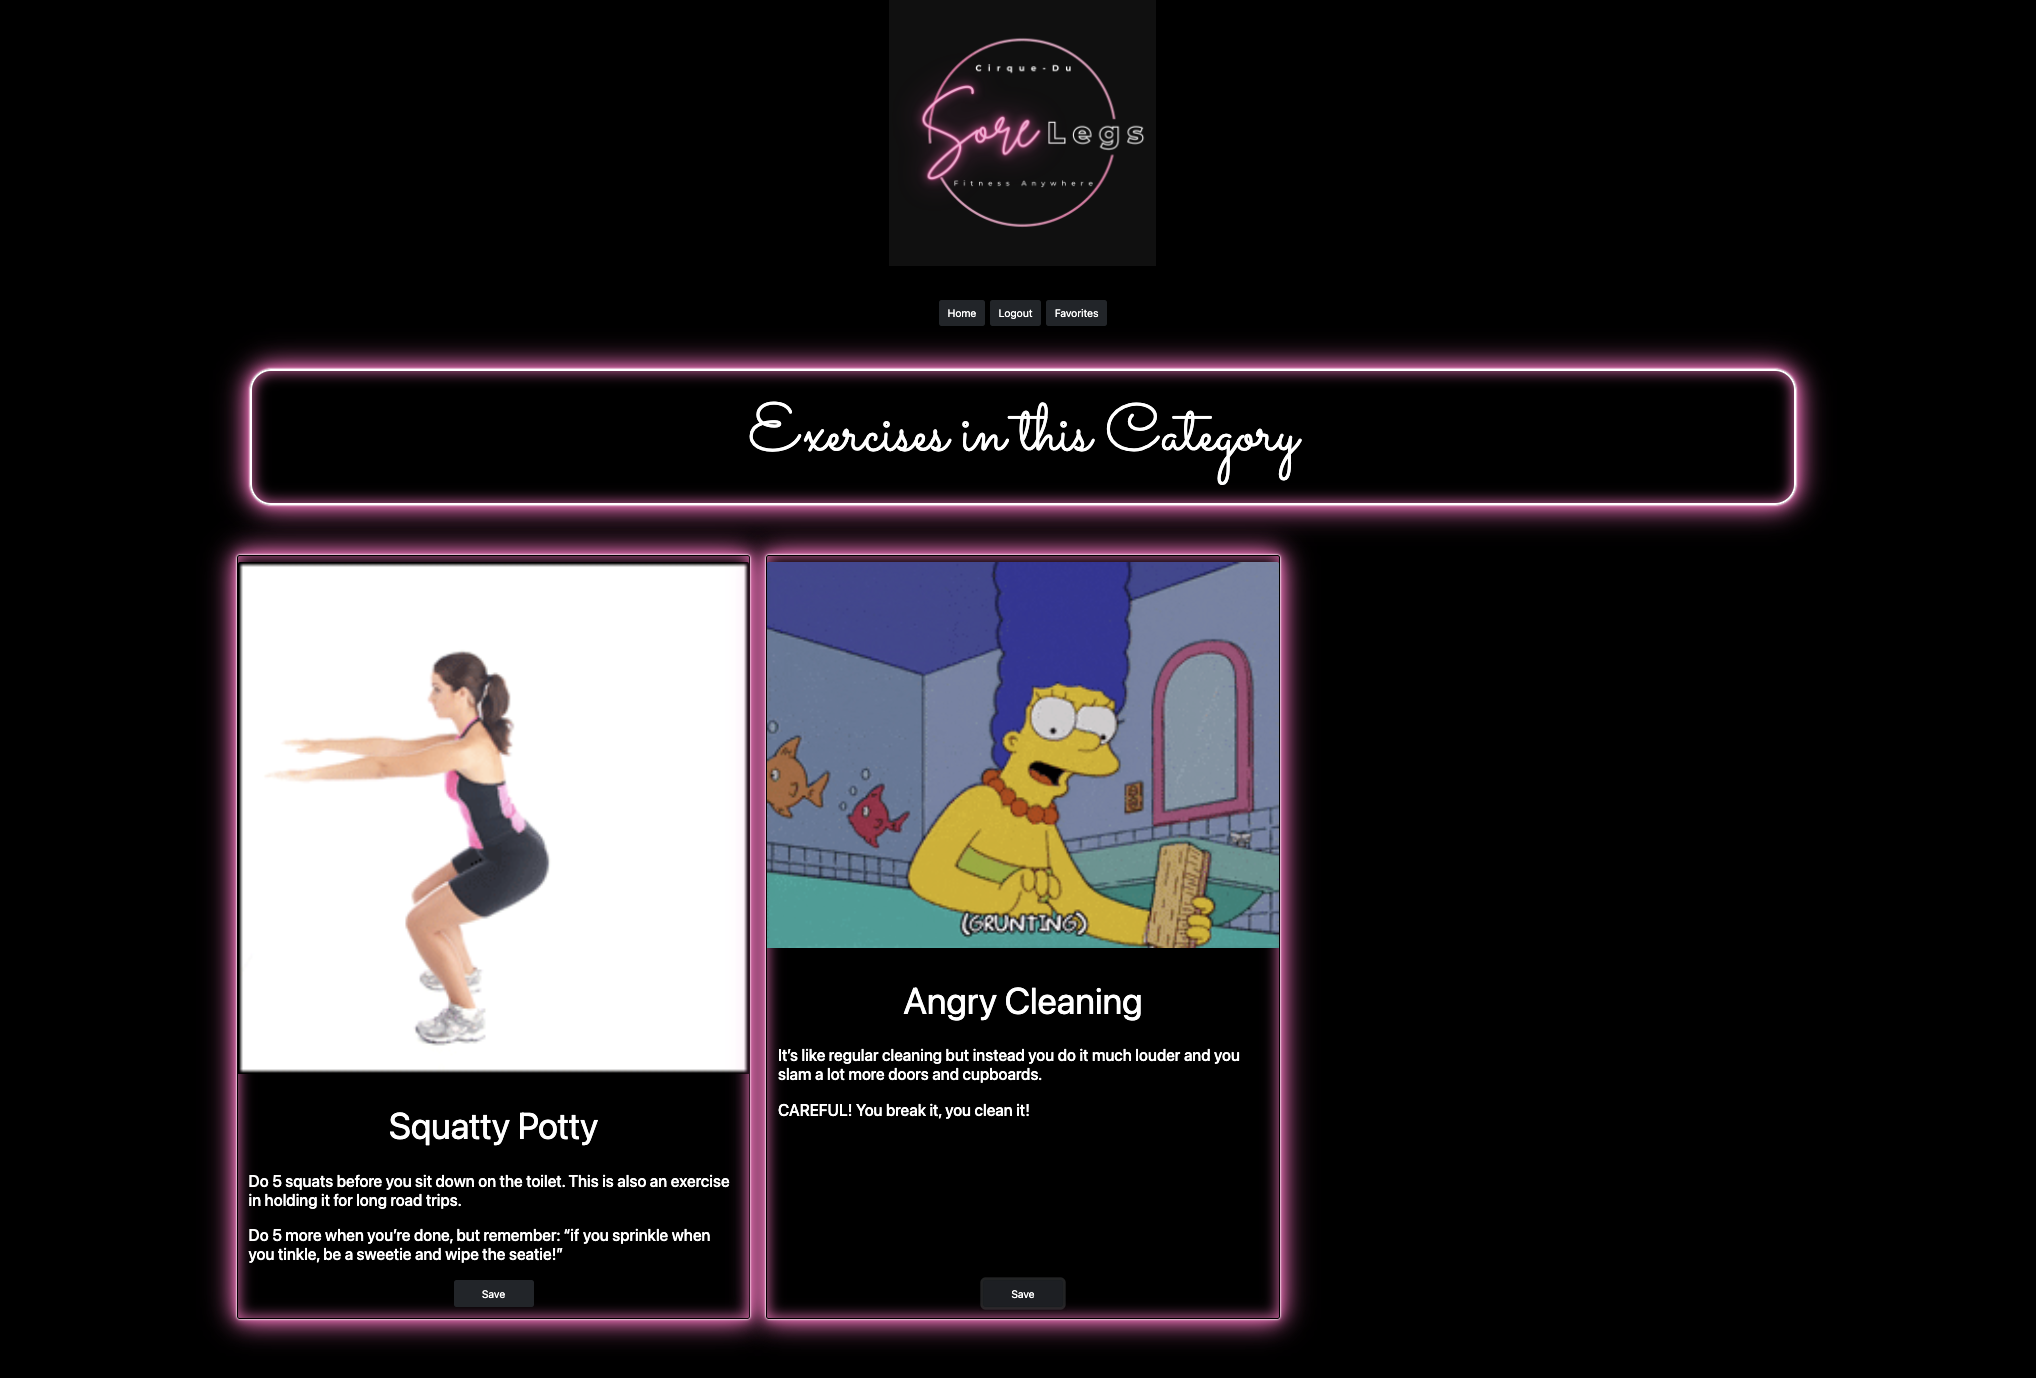 Cirque-Du
Sore Legs
Fitness Anywhere
Home Logout Favorites
Exercises in this Category
(GRUNTING)
Squatty Potty
Do 5 squats before you sit down on the toilet. This is also an exercise
in holding it for long road trips.
Do 5 more when you’re done, but remember: “if you sprinkle when
you tinkle, be a sweetie and wipe the seatie!”
Save
Angry Cleaning
It’s like regular cleaning but instead you do it much louder and you
slam a lot more doors and cupboards.
CAREFUL! You break it, you clean it!
Save